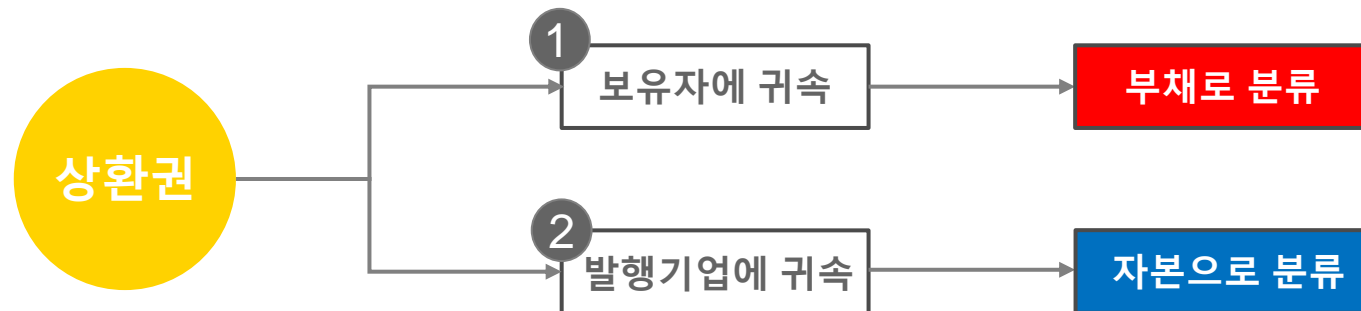 상환권
1
보유자에 귀속
부채로 분류
2
발행기업에 귀속
자본으로 분류